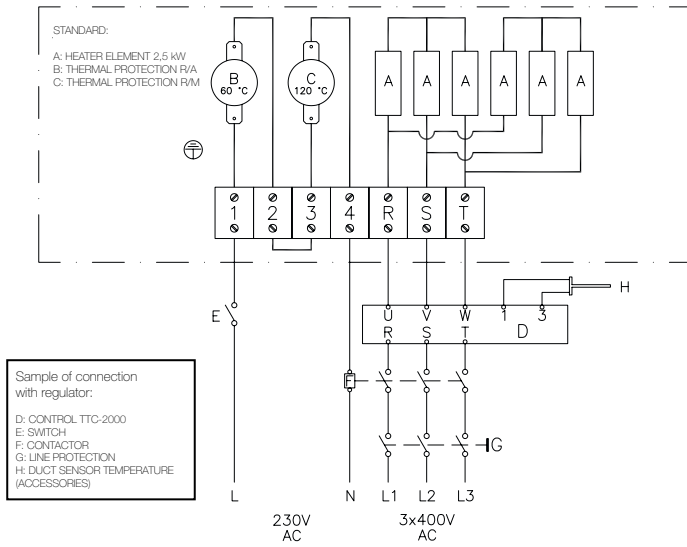 STANDARD:
A: HEATER ELEMENT 2,5 kW
B: THERMAL PROTECTION R/A
C: THERMAL PROTECTION R/M
B
60 °C
C
120 °C
A A A A A A
1 2 3 4 R S T
E
H
U V W 1 3
R S T D
F
G
Sample of connection
with regulator:
D: CONTROL TTC-2000
E: SWITCH
F: CONTACTOR
G: LINE PROTECTION
H: DUCT SENSOR TEMPERATURE
(ACCESSORIES)
L N L1 L2 L3
230V 3x400V
AC AC